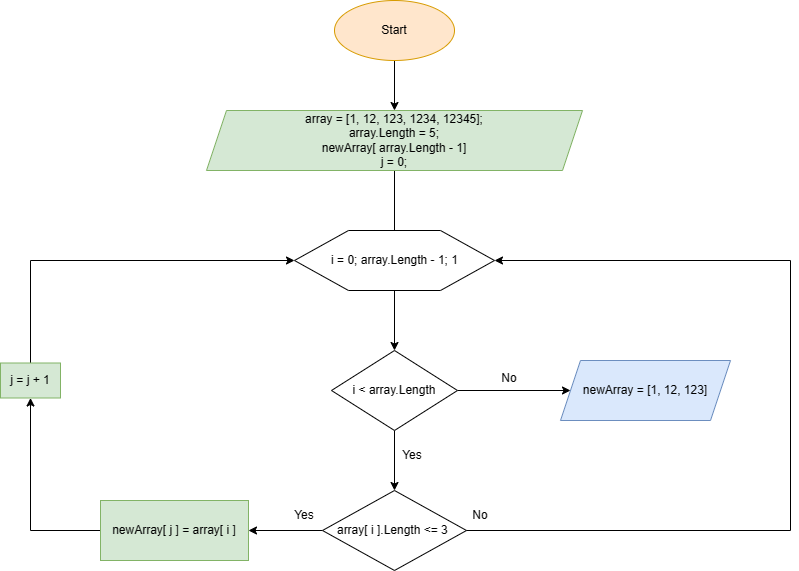 Start
array = [1, 12, 123, 1234, 12345];
array.Length = 5;
newArray[ array.Length - 1]
j = 0;
i = 0; array.Length - 1; 1
j = j + 1
i < array.Length
No
newArray = [1, 12, 123]
Yes
newArray[ j ] = array[ i ]
Yes
array[ i ].Length <= 3
No